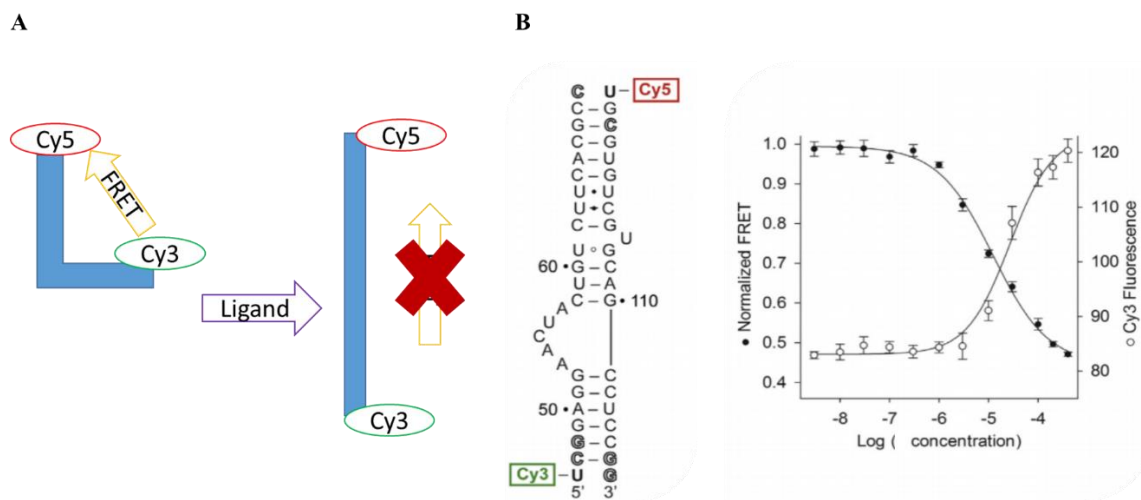 A
B
Cy5
FRET
Cy3
Ligand
Cy5
Cy3
C U – Cy5
C – G
G – C
C – G
A – U
C – G
U • U
U • C
C – G
U
U ○ G
60 • G – C
U – A
C – G • 110
A
U
C
A
A
G – C
G – C
50 • A – U
G – C
G – C
C – G
Cy3 – U G
5' 3'
1.0
0.9
0.8
0.7
0.6
0.5
0.4
● Normalized FRET
120
110
100
90
80
○ Cy3 Fluorescence
-8 -7 -6 -5 -4
Log ( concentration)